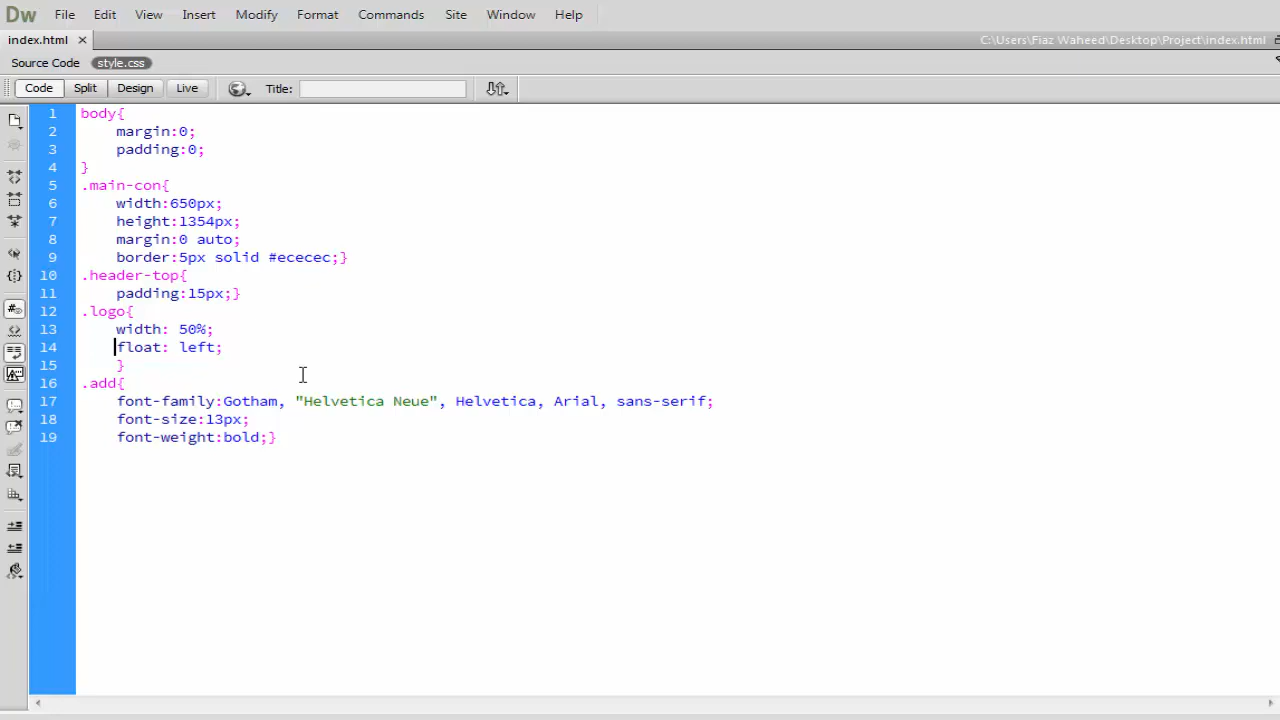 Dw File Edit View Insert Modify Format Commands Site Window Help
index.html C:\Users\Fiaz Waheed\Desktop\Project\index.html
Source Code style.css
Code Split Design Live Title:
1 body{
2 margin:0;
3 padding:0;
4 }
5 .main-con{
6 width:650px;
7 height:1354px;
8 margin:0 auto;
9 border:5px solid #ececec;}
10 .header-top{
11 padding:15px;}
12 .logo{
13 width: 50%;
14 float: left;
15 }
16 .add{
17 font-family:Gotham, "Helvetica Neue", Helvetica, Arial, sans-serif;
18 font-size:13px;
19 font-weight:bold;}